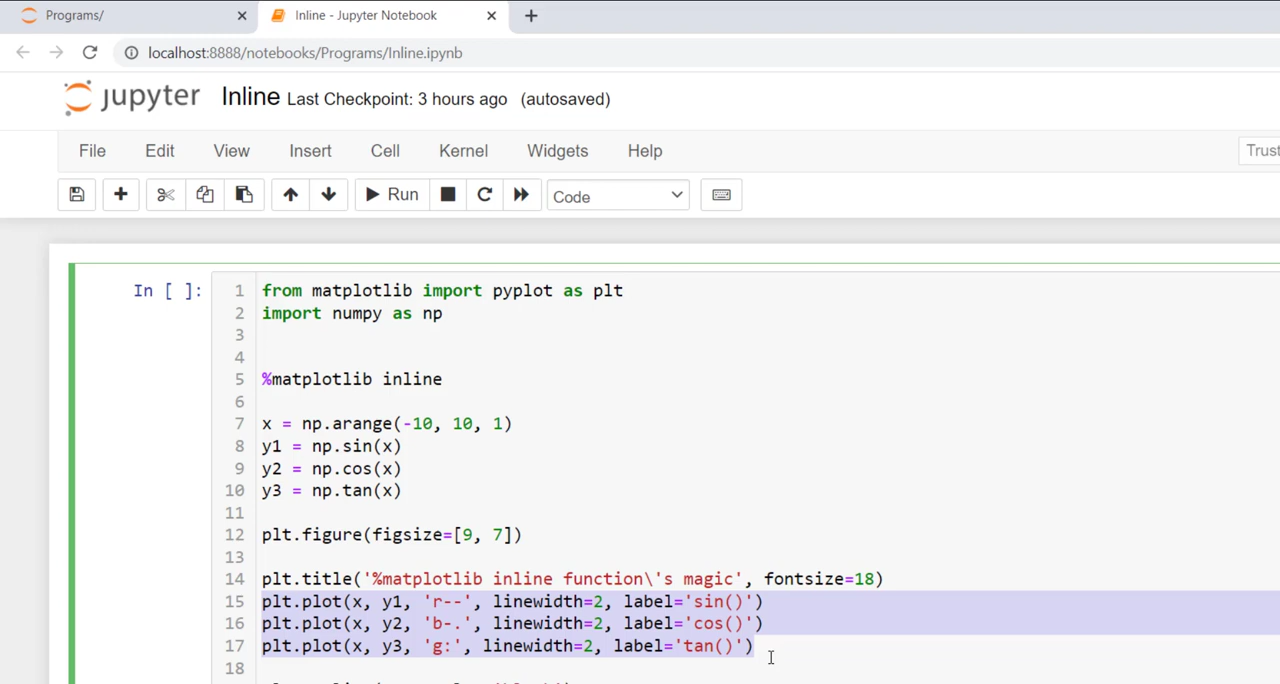 Programs/
Inline - Jupyter Notebook
localhost:8888/notebooks/Programs/Inline.ipynb
jupyter Inline Last Checkpoint: 3 hours ago (autosaved)
File Edit View Insert Cell Kernel Widgets Help Trust
Run Code
In [ ]:
1 from matplotlib import pyplot as plt
2 import numpy as np
3
4
5 %matplotlib inline
6
7 x = np.arange(-10, 10, 1)
8 y1 = np.sin(x)
9 y2 = np.cos(x)
10 y3 = np.tan(x)
11
12 plt.figure(figsize=[9, 7])
13
14 plt.title('%matplotlib inline function\'s magic', fontsize=18)
15 plt.plot(x, y1, 'r--', linewidth=2, label='sin()')
16 plt.plot(x, y2, 'b-.', linewidth=2, label='cos()')
17 plt.plot(x, y3, 'g:', linewidth=2, label='tan()')
18